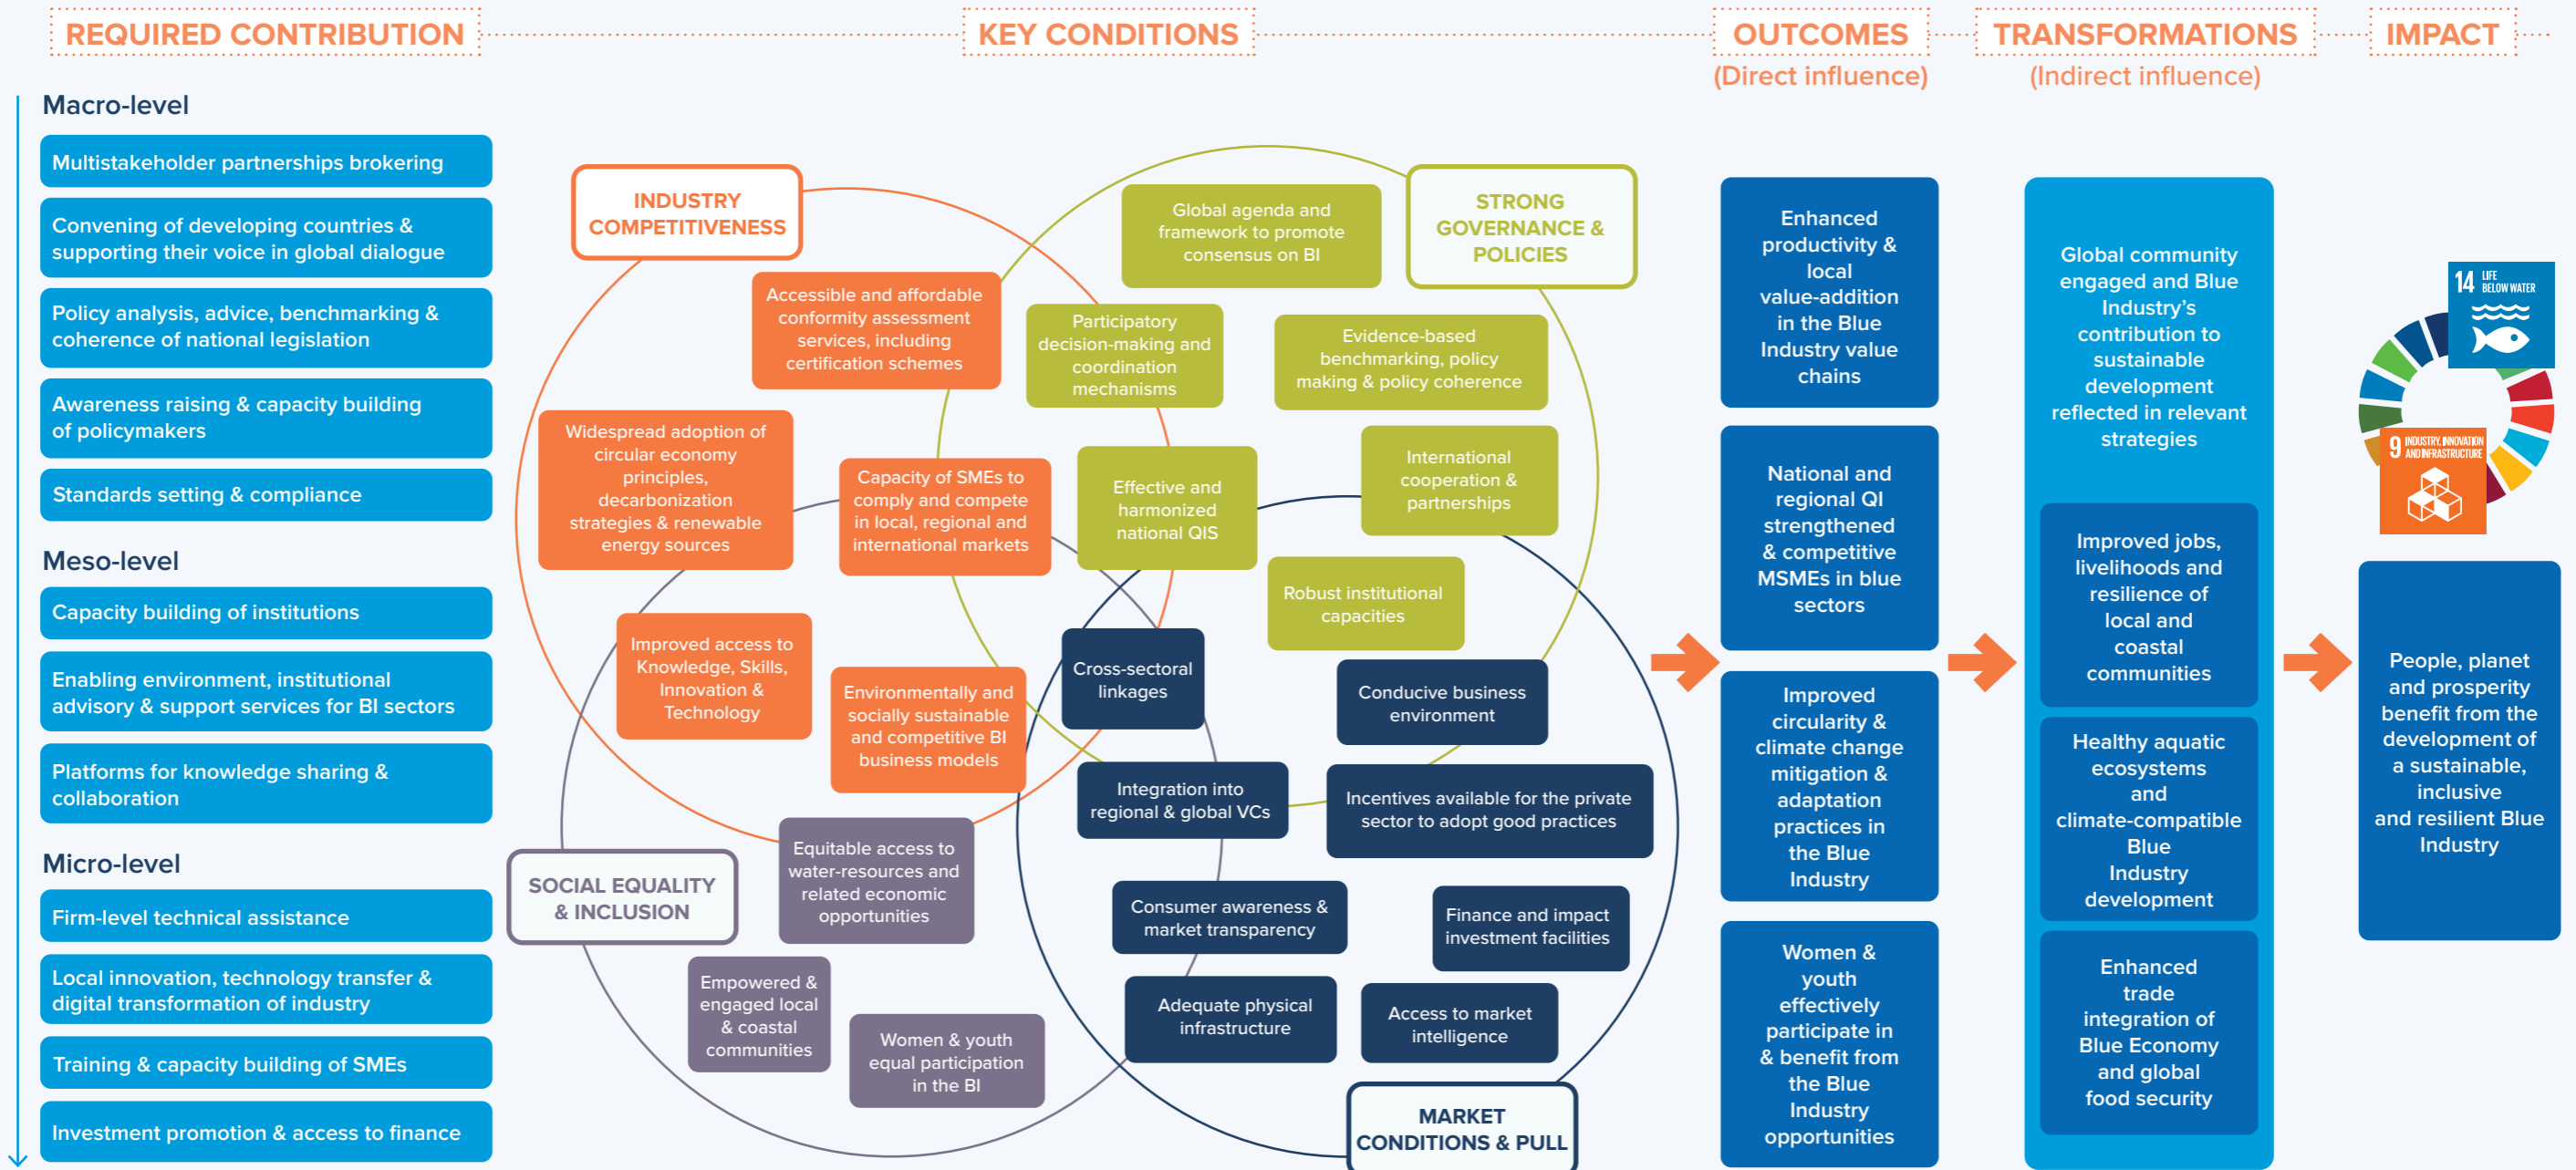 REQUIRED CONTRIBUTION
KEY CONDITIONS
OUTCOMES
(Direct influence)
TRANSFORMATIONS
(Indirect influence)
IMPACT
Macro-level
Multistakeholder partnerships brokering
Convening of developing countries &
supporting their voice in global dialogue
Policy analysis, advice, benchmarking &
coherence of national legislation
Awareness raising & capacity building
of policymakers
Standards setting & compliance
Meso-level
Capacity building of institutions
Enabling environment, institutional
advisory & support services for BI sectors
Platforms for knowledge sharing &
collaboration
Micro-level
Firm-level technical assistance
Local innovation, technology transfer &
digital transformation of industry
Training & capacity building of SMEs
Investment promotion & access to finance
INDUSTRY
COMPETITIVENESS
Accessible and affordable
conformity assessment
services, including
certification schemes
Widespread adoption of
circular economy
principles,
decarbonization
strategies & renewable
energy sources
Capacity of SMEs to
comply and compete
in local, regional and
international markets
Improved access to
Knowledge, Skills,
Innovation &
Technology
Environmentally and
socially sustainable
and competitive BI
business models
STRONG
GOVERNANCE &
POLICIES
Global agenda and
framework to promote
consensus on BI
Participatory
decision-making and
coordination
mechanisms
Evidence-based
benchmarking, policy
making & policy coherence
Effective and
harmonized
national QIS
International
cooperation &
partnerships
Robust institutional
capacities
SOCIAL EQUALITY
& INCLUSION
Equitable access to
water-resources and
related economic
opportunities
Empowered &
engaged local
& coastal
communities
Women & youth
equal participation
in the BI
Cross-sectoral
linkages
Conducive business
environment
Integration into
regional & global VCs
Incentives available for the private
sector to adopt good practices
Consumer awareness &
market transparency
Finance and impact
investment facilities
Adequate physical
infrastructure
Access to market
intelligence
MARKET
CONDITIONS & PULL
Enhanced
productivity &
local
value-addition
in the Blue
Industry value
chains
National and
regional QI
strengthened
& competitive
MSMEs in blue
sectors
Improved
circularity &
climate change
mitigation &
adaptation
practices in
the Blue
Industry
Women &
youth
effectively
participate in
& benefit from
the Blue
Industry
opportunities
Global community
engaged and Blue
Industry’s
contribution to
sustainable
development
reflected in relevant
strategies
Improved jobs,
livelihoods and
resilience of
local and
coastal
communities
Healthy aquatic
ecosystems
and
climate-compatible
Blue
Industry
development
Enhanced
trade
integration of
Blue Economy
and global
food security
14 LIFE
BELOW WATER
9 INDUSTRY, INNOVATION
AND INFRASTRUCTURE
People, planet
and prosperity
benefit from the
development of
a sustainable,
inclusive
and resilient Blue
Industry